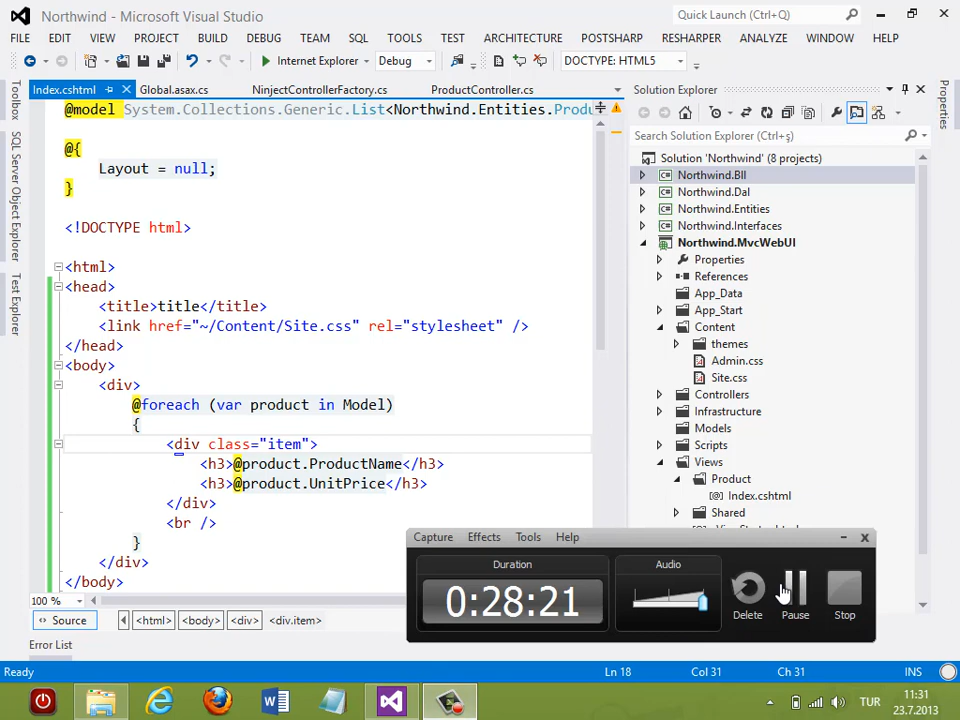 Northwind - Microsoft Visual Studio
Quick Launch (Ctrl+Q)
FILE EDIT VIEW PROJECT BUILD DEBUG TEAM SQL TOOLS TEST ARCHITECTURE POSTSHARP RESHARPER ANALYZE WINDOW HELP
Internet Explorer Debug DOCTYPE: HTML5
Toolbox
SQL Server Object Explorer
Test Explorer
Index.cshtml Global.asax.cs NinjectControllerFactory.cs ProductController.cs
@model System.Collections.Generic.List<Northwind.Entities.Produ
@{
Layout = null;
}
<!DOCTYPE html>
<html>
<head>
<title>title</title>
<link href="~/Content/Site.css" rel="stylesheet" />
</head>
<body>
<div>
@foreach (var product in Model)
{
<div class="item">
<h3>@product.ProductName</h3>
<h3>@product.UnitPrice</h3>
</div>
<br />
}
</div>
</body>
100 %
Source <html> <body> <div> <div.item>
Error List
Solution Explorer
Search Solution Explorer (Ctrl+ş)
Solution 'Northwind' (8 projects)
Northwind.Bll
Northwind.Dal
Northwind.Entities
Northwind.Interfaces
Northwind.MvcWebUI
Properties
References
App_Data
App_Start
Content
themes
Admin.css
Site.css
Controllers
Infrastructure
Models
Scripts
Views
Product
Index.cshtml
Shared
Properties
Capture Effects Tools Help
Duration
0:28:21
Audio
Delete Pause Stop
Ready Ln 18 Col 31 Ch 31 INS
TUR
11:31
23.7.2013